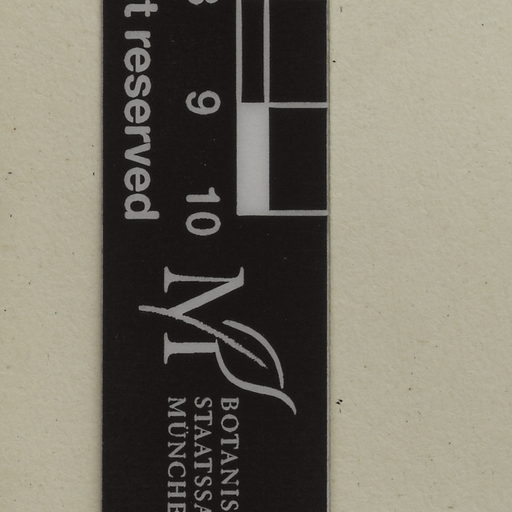 t reserved
9
10
M
BOTANIS
STAATSSA
MÜNCHE